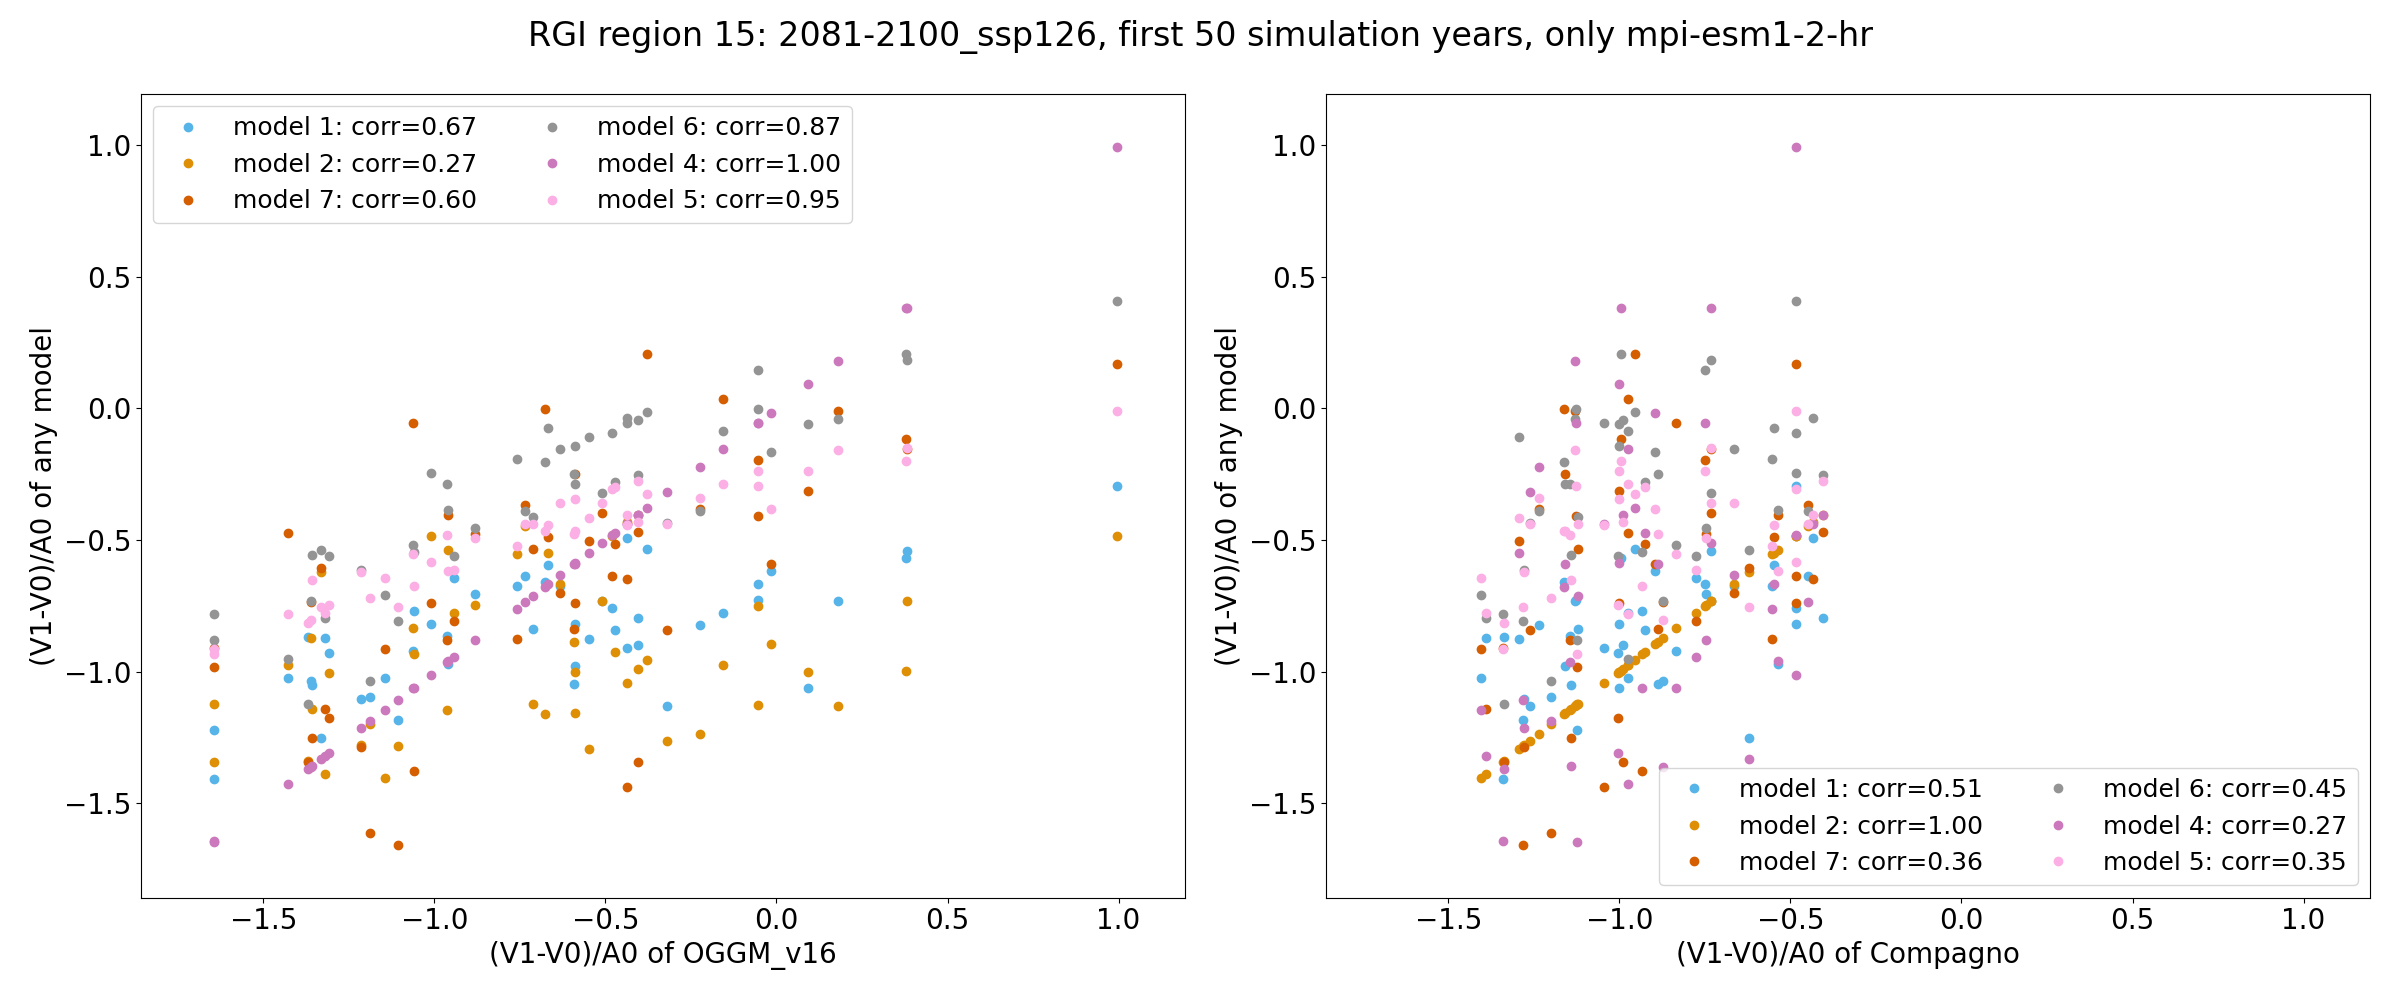 RGI region 15: 2081-2100_ssp126, first 50 simulation years, only mpi-esm1-2-hr
(V1-V0)/A0 of any model
1.0
0.5
0.0
−0.5
−1.0
−1.5
model 1: corr=0.67
model 2: corr=0.27
model 7: corr=0.60
model 6: corr=0.87
model 4: corr=1.00
model 5: corr=0.95
−1.5 −1.0 −0.5 0.0 0.5 1.0
(V1-V0)/A0 of OGGM_v16
(V1-V0)/A0 of any model
1.0
0.5
0.0
−0.5
−1.0
−1.5
model 1: corr=0.51
model 2: corr=1.00
model 7: corr=0.36
model 6: corr=0.45
model 4: corr=0.27
model 5: corr=0.35
−1.5 −1.0 −0.5 0.0 0.5 1.0
(V1-V0)/A0 of Compagno